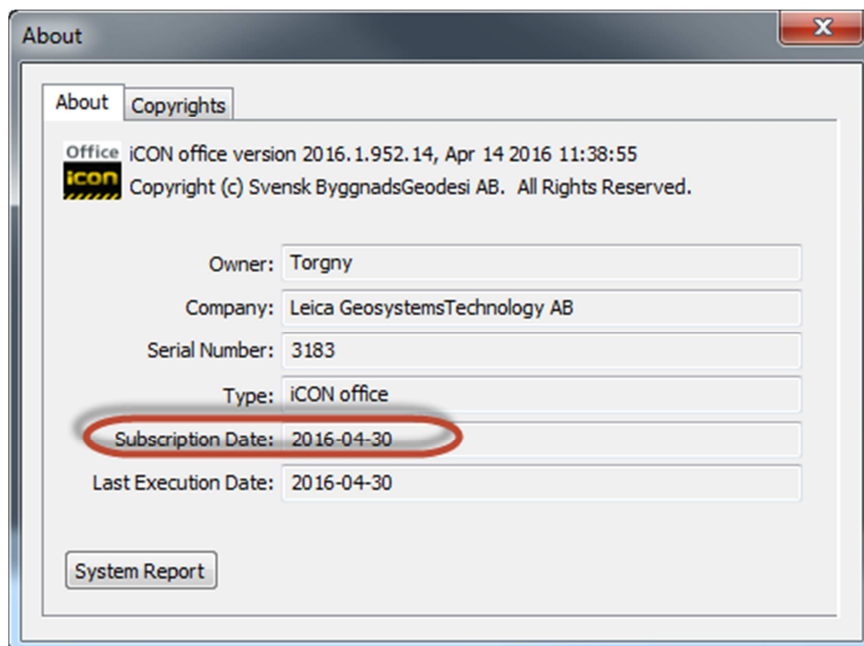 About
About Copyrights
Office iCON office version 2016.1.952.14, Apr 14 2016 11:38:55
icon Copyright (c) Svensk ByggnadsGeodesi AB. All Rights Reserved.
Owner: Torgny
Company: Leica GeosystemsTechnology AB
Serial Number: 3183
Type: iCON office
Subscription Date: 2016-04-30
Last Execution Date: 2016-04-30
System Report